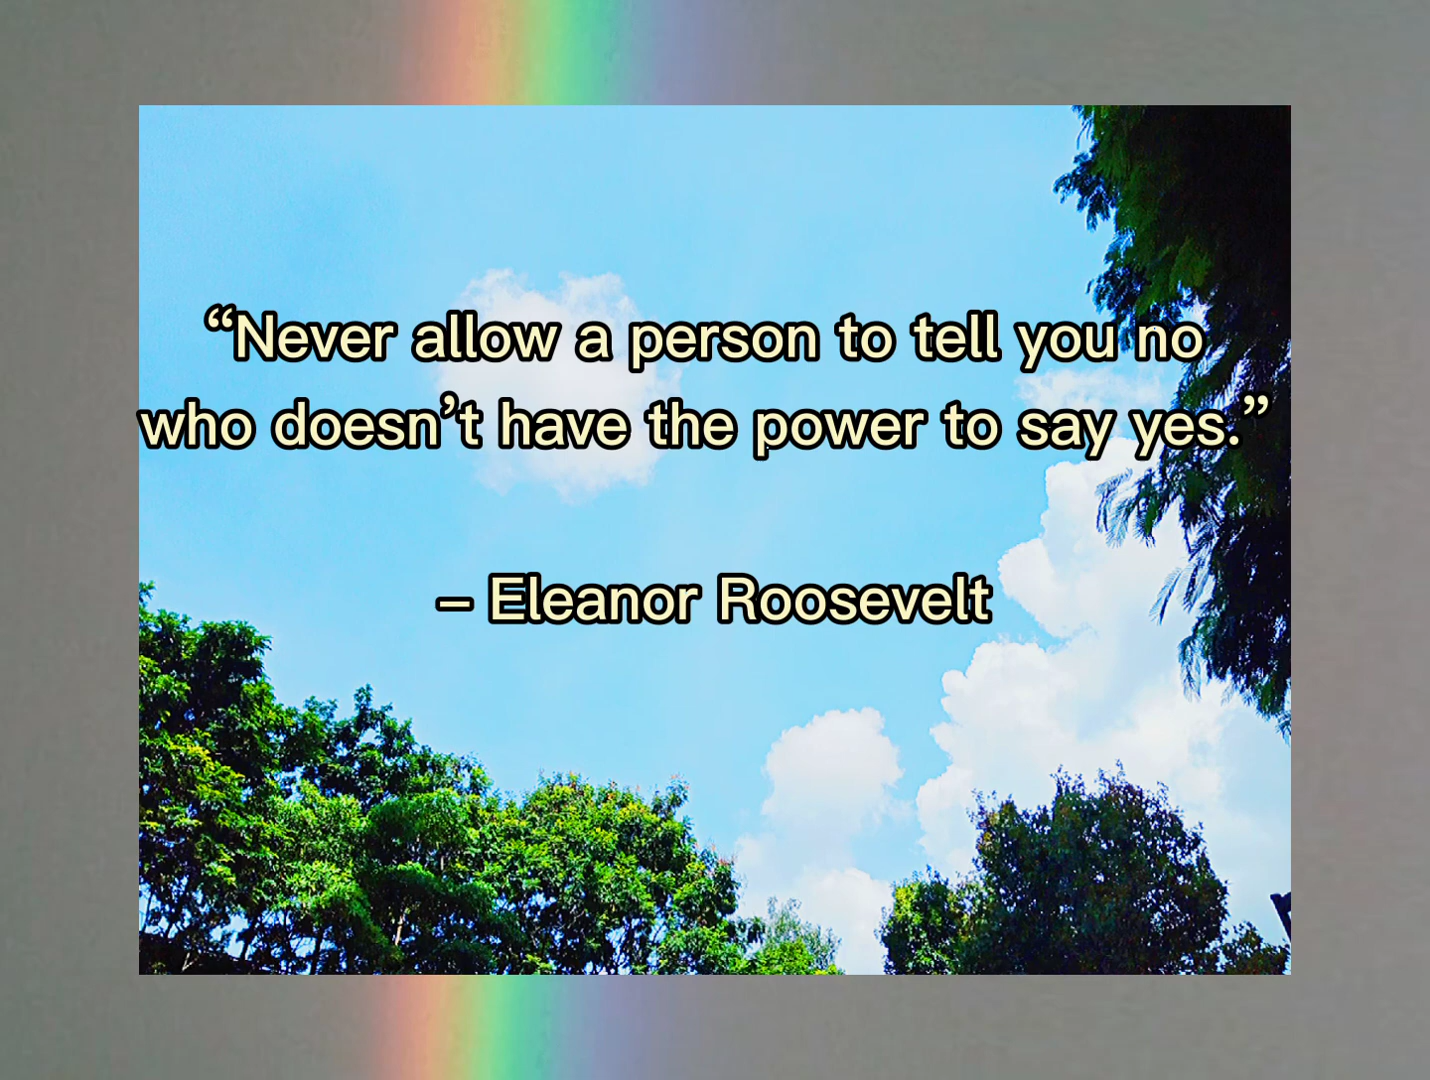 “Never allow a person to tell you no
who doesn’t have the power to say yes.”
– Eleanor Roosevelt